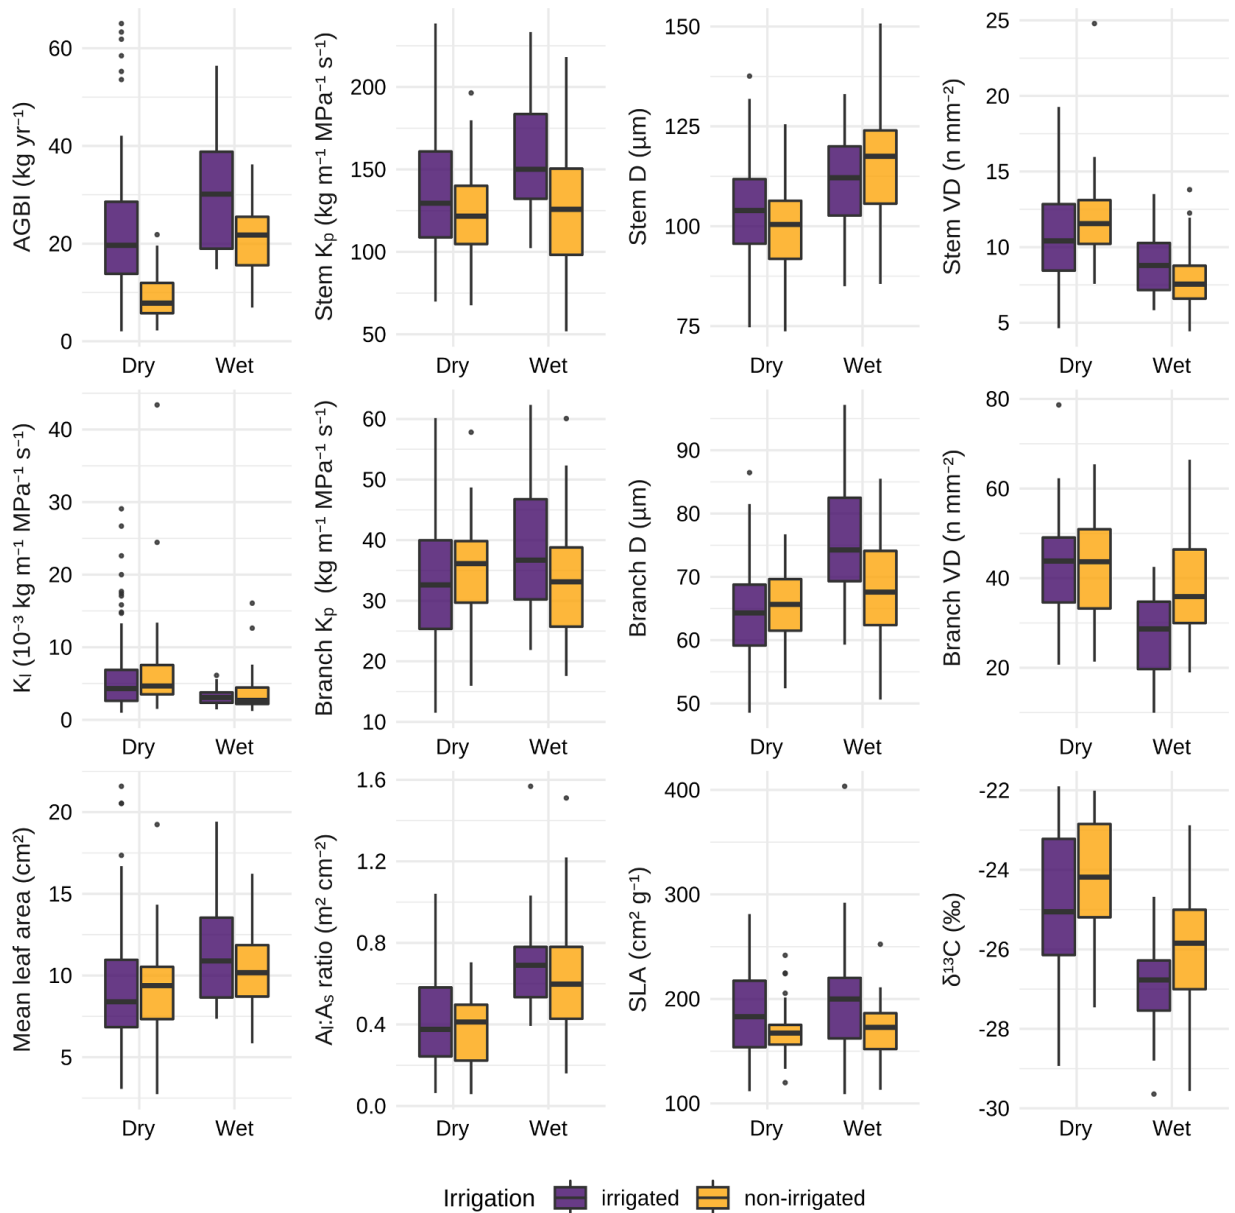 AGBI (kg yr⁻¹)
60
40
20
0
Dry
Wet
Stem Kₚ (kg m⁻¹ MPa⁻¹ s⁻¹)
200
150
100
50
Dry
Wet
Stem D (µm)
150
125
100
75
Dry
Wet
Stem VD (n mm⁻²)
25
20
15
10
5
Dry
Wet
Kₗ (10⁻³ kg m⁻¹ MPa⁻¹ s⁻¹)
40
30
20
10
0
Dry
Wet
Branch Kₚ (kg m⁻¹ MPa⁻¹ s⁻¹)
60
50
40
30
20
10
Dry
Wet
Branch D (µm)
90
80
70
60
50
Dry
Wet
Branch VD (n mm⁻²)
80
60
40
20
Dry
Wet
Mean leaf area (cm²)
20
15
10
5
Dry
Wet
Aₗ:Aₛ ratio (m² cm⁻²)
1.6
1.2
0.8
0.4
0.0
Dry
Wet
SLA (cm² g⁻¹)
400
300
200
100
Dry
Wet
δ¹³C (‰)
-22
-24
-26
-28
-30
Dry
Wet
Irrigation
irrigated
non-irrigated